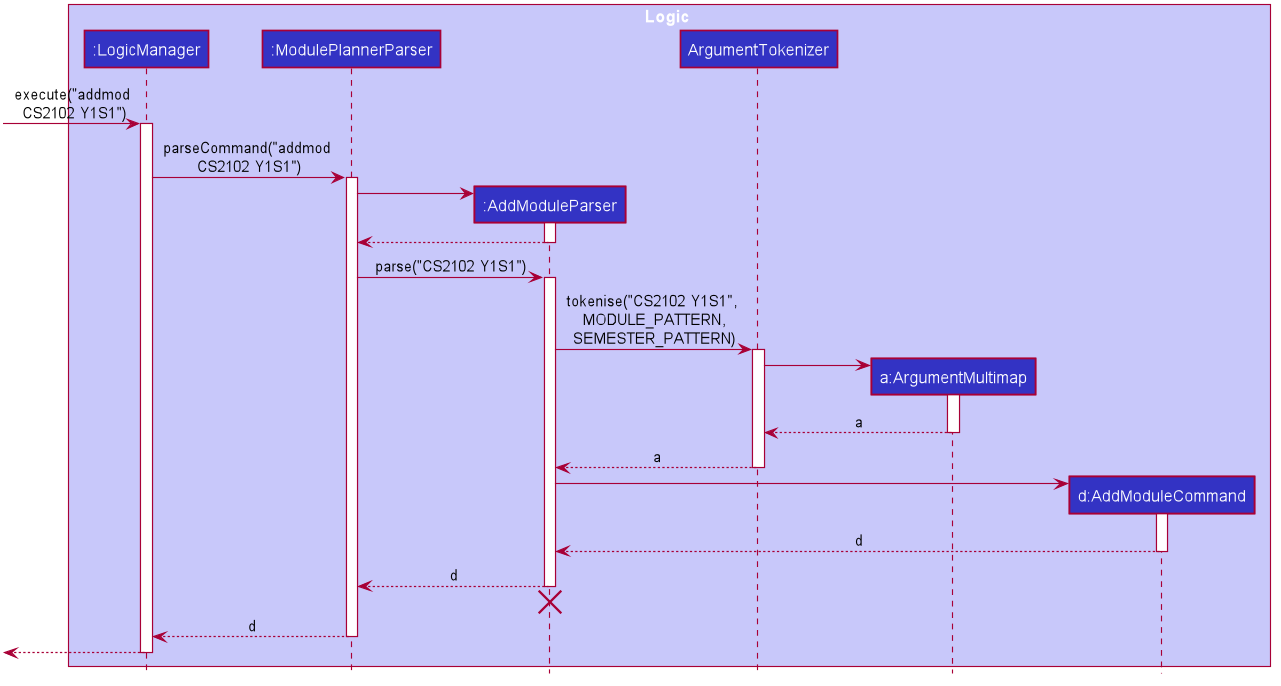 Logic
:LogicManager
:ModulePlannerParser
ArgumentTokenizer
execute("addmod
CS2102 Y1S1")
parseCommand("addmod
CS2102 Y1S1")
:AddModuleParser
parse("CS2102 Y1S1")
tokenise("CS2102 Y1S1",
MODULE_PATTERN,
SEMESTER_PATTERN)
a:ArgumentMultimap
a
a
d:AddModuleCommand
d
d
d